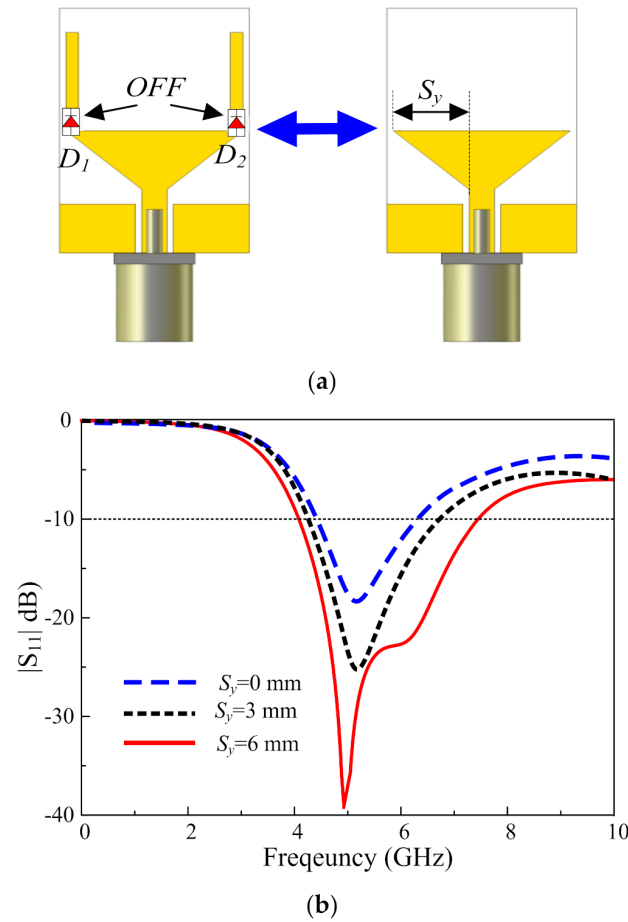 OFF
D1 D2
Sy
(a)
0
-10
-20
-30
-40
|S11| dB
Sy=0 mm
Sy=3 mm
Sy=6 mm
0 2 4 6 8 10
Freqeuncy (GHz)
(b)